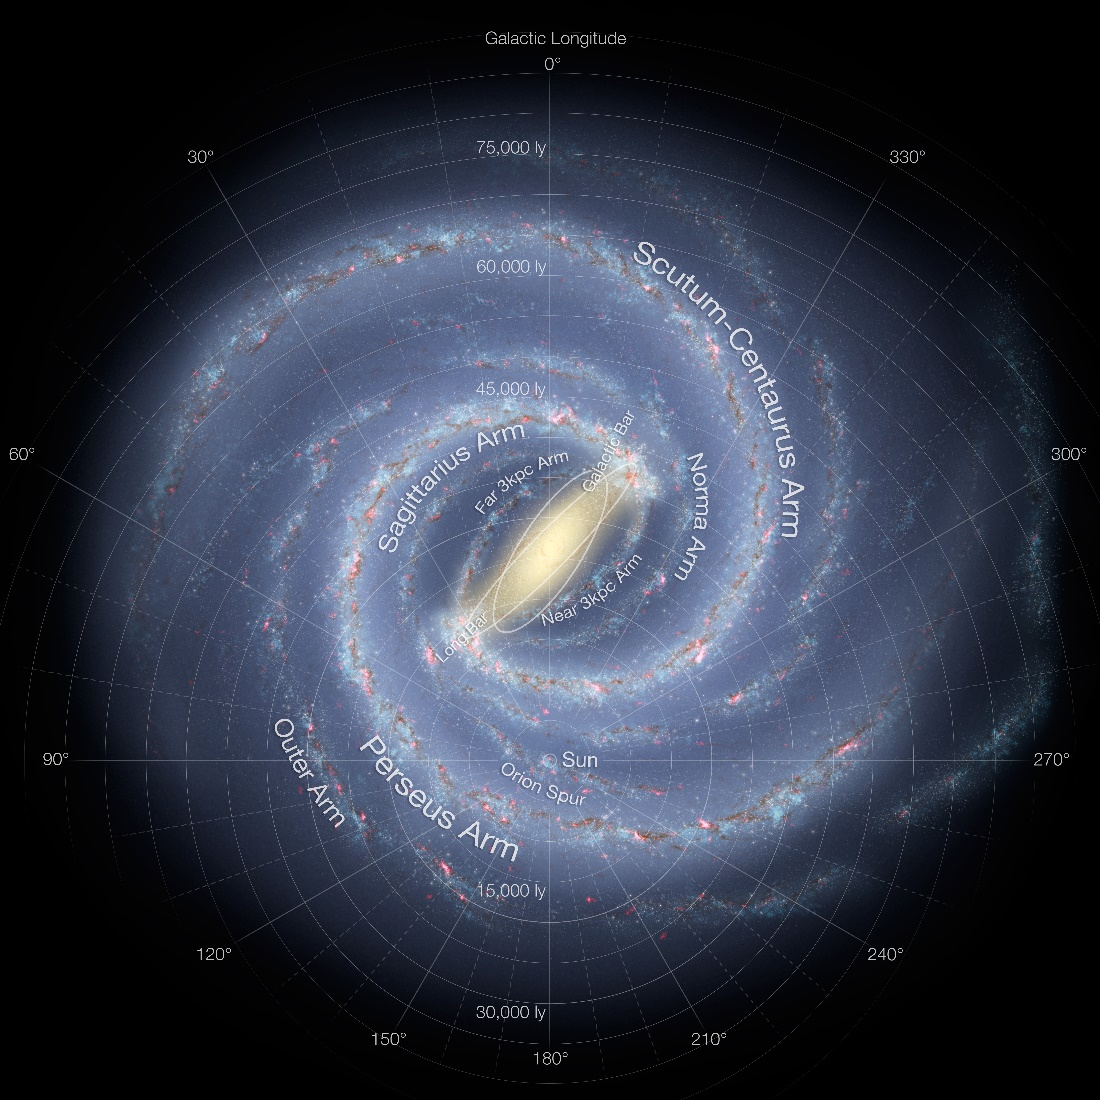 Galactic Longitude
0°
30°
330°
75,000 ly
Scutum-Centaurus Arm
60,000 ly
45,000 ly
Galactic Bar
Sagittarius Arm
Far 3kpc Arm
60°
300°
Norma Arm
Near 3kpc Arm
Long Bar
Outer Arm
Perseus Arm
90°
Sun
270°
Orion Spur
15,000 ly
120°
240°
30,000 ly
150°
210°
180°